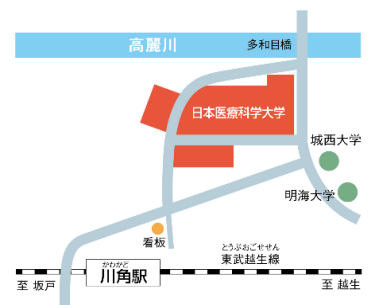 高麗川
多和目橋
日本医療科学大学
城西大学
明海大学
看板
かわかど
川角駅
とうぶおごせせん
東武越生線
至 坂戸
至 越生